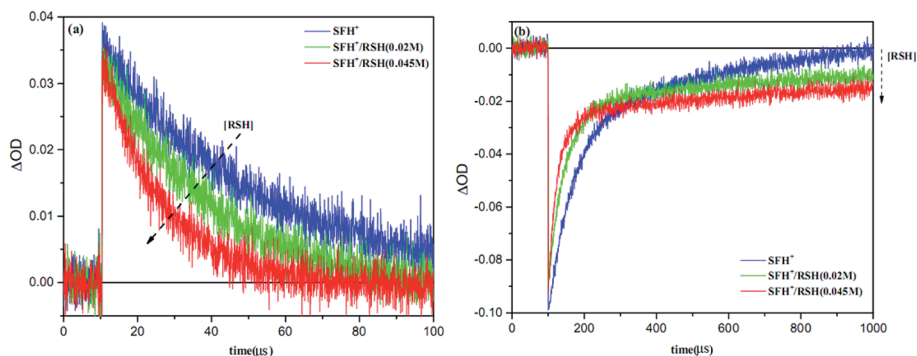 (a)
SFH⁺
SFH⁺/RSH(0.02M)
SFH⁺/RSH(0.045M)
[RSH]
ΔOD
0.04
0.03
0.02
0.01
0.00
0 20 40 60 80 100
time(μs)
(b)
[RSH]
SFH⁺
SFH⁺/RSH(0.02M)
SFH⁺/RSH(0.045M)
ΔOD
0.00
-0.02
-0.04
-0.06
-0.08
-0.10
0 200 400 600 800 1000
time(μs)